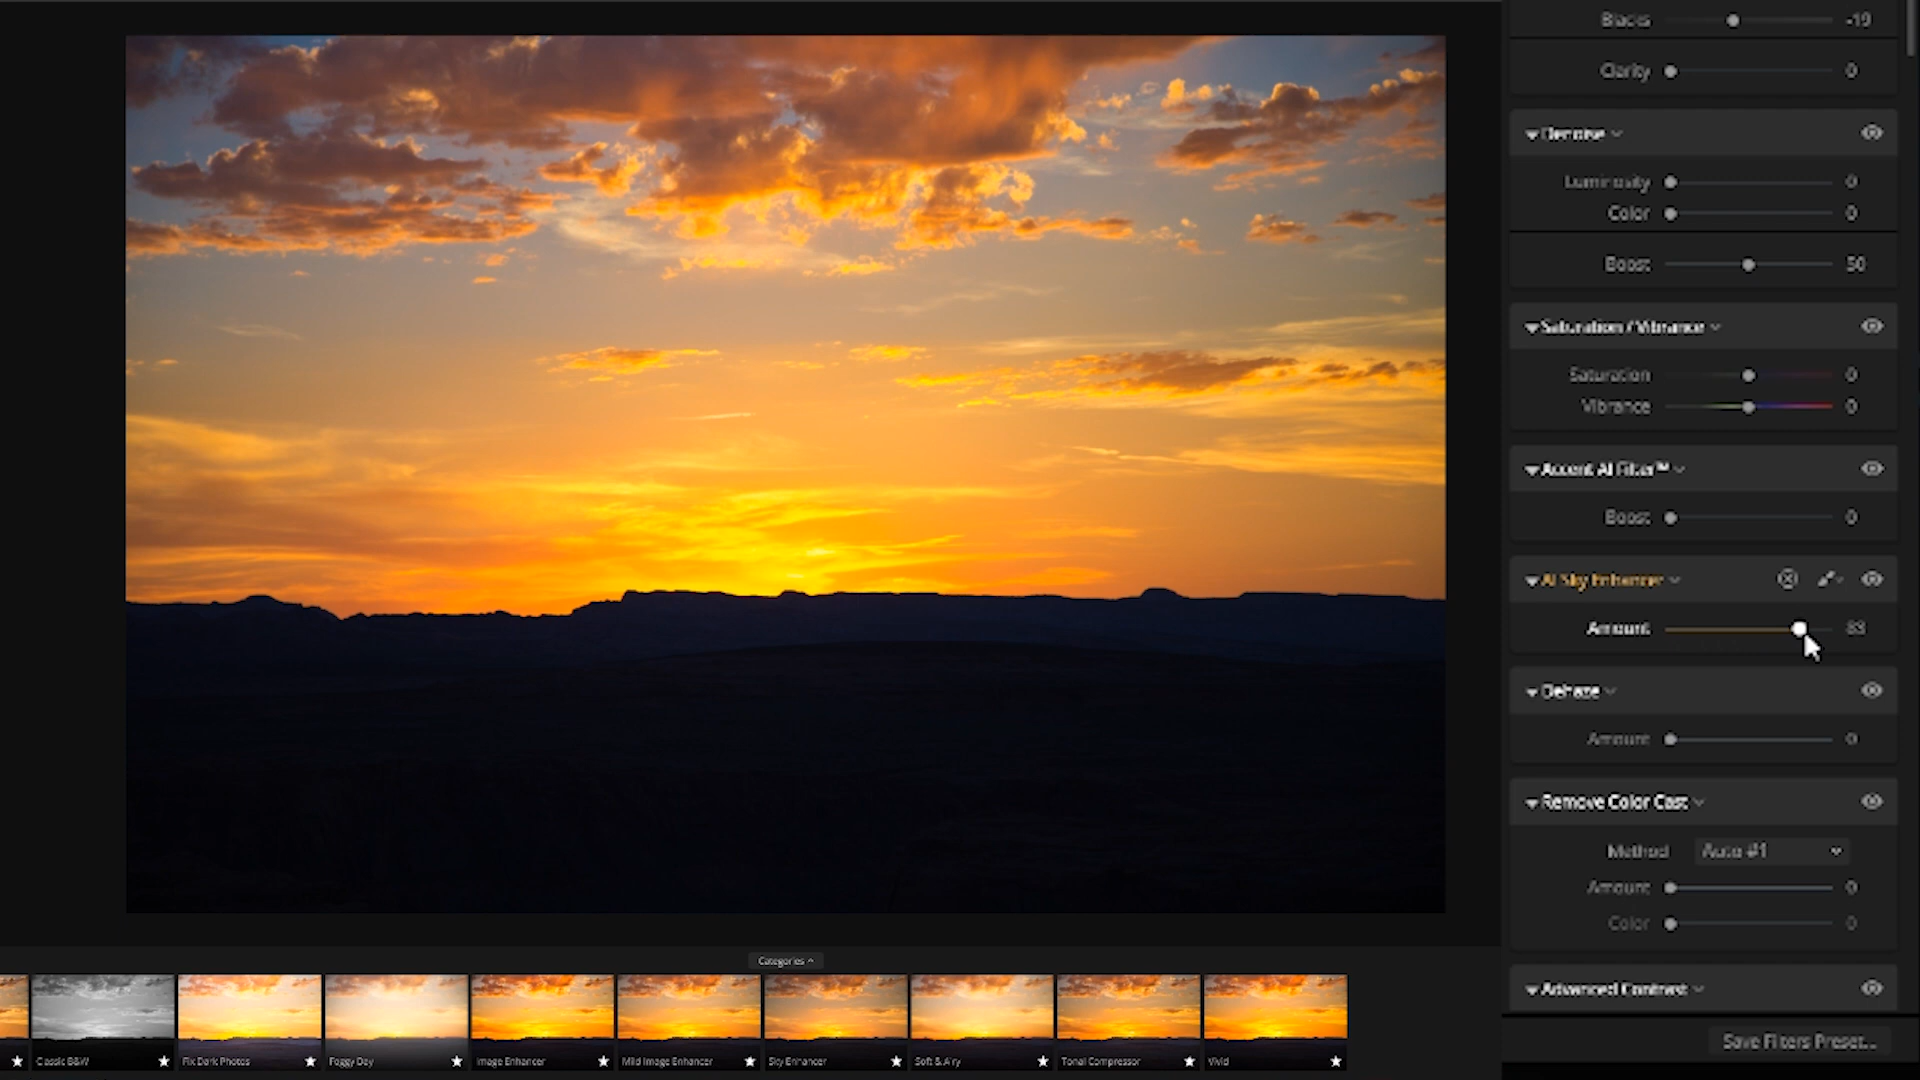 Blacks -19
Clarity 0
Denoise
Luminosity 0
Color 0
Boost 50
Saturation / Vibrance
Saturation 0
Vibrance 0
Accent AI Filter™
Boost 0
AI Sky Enhancer
Amount 83
Dehaze
Amount 0
Remove Color Cast
Method Auto #1
Amount 0
Color 0
Advanced Contrast
Save Filters Preset...
Categories
Classic B&W
Fix Dark Photos
Foggy Day
Image Enhancer
Mild Image Enhancer
Sky Enhancer
Soft & Airy
Tonal Compressor
Vivid